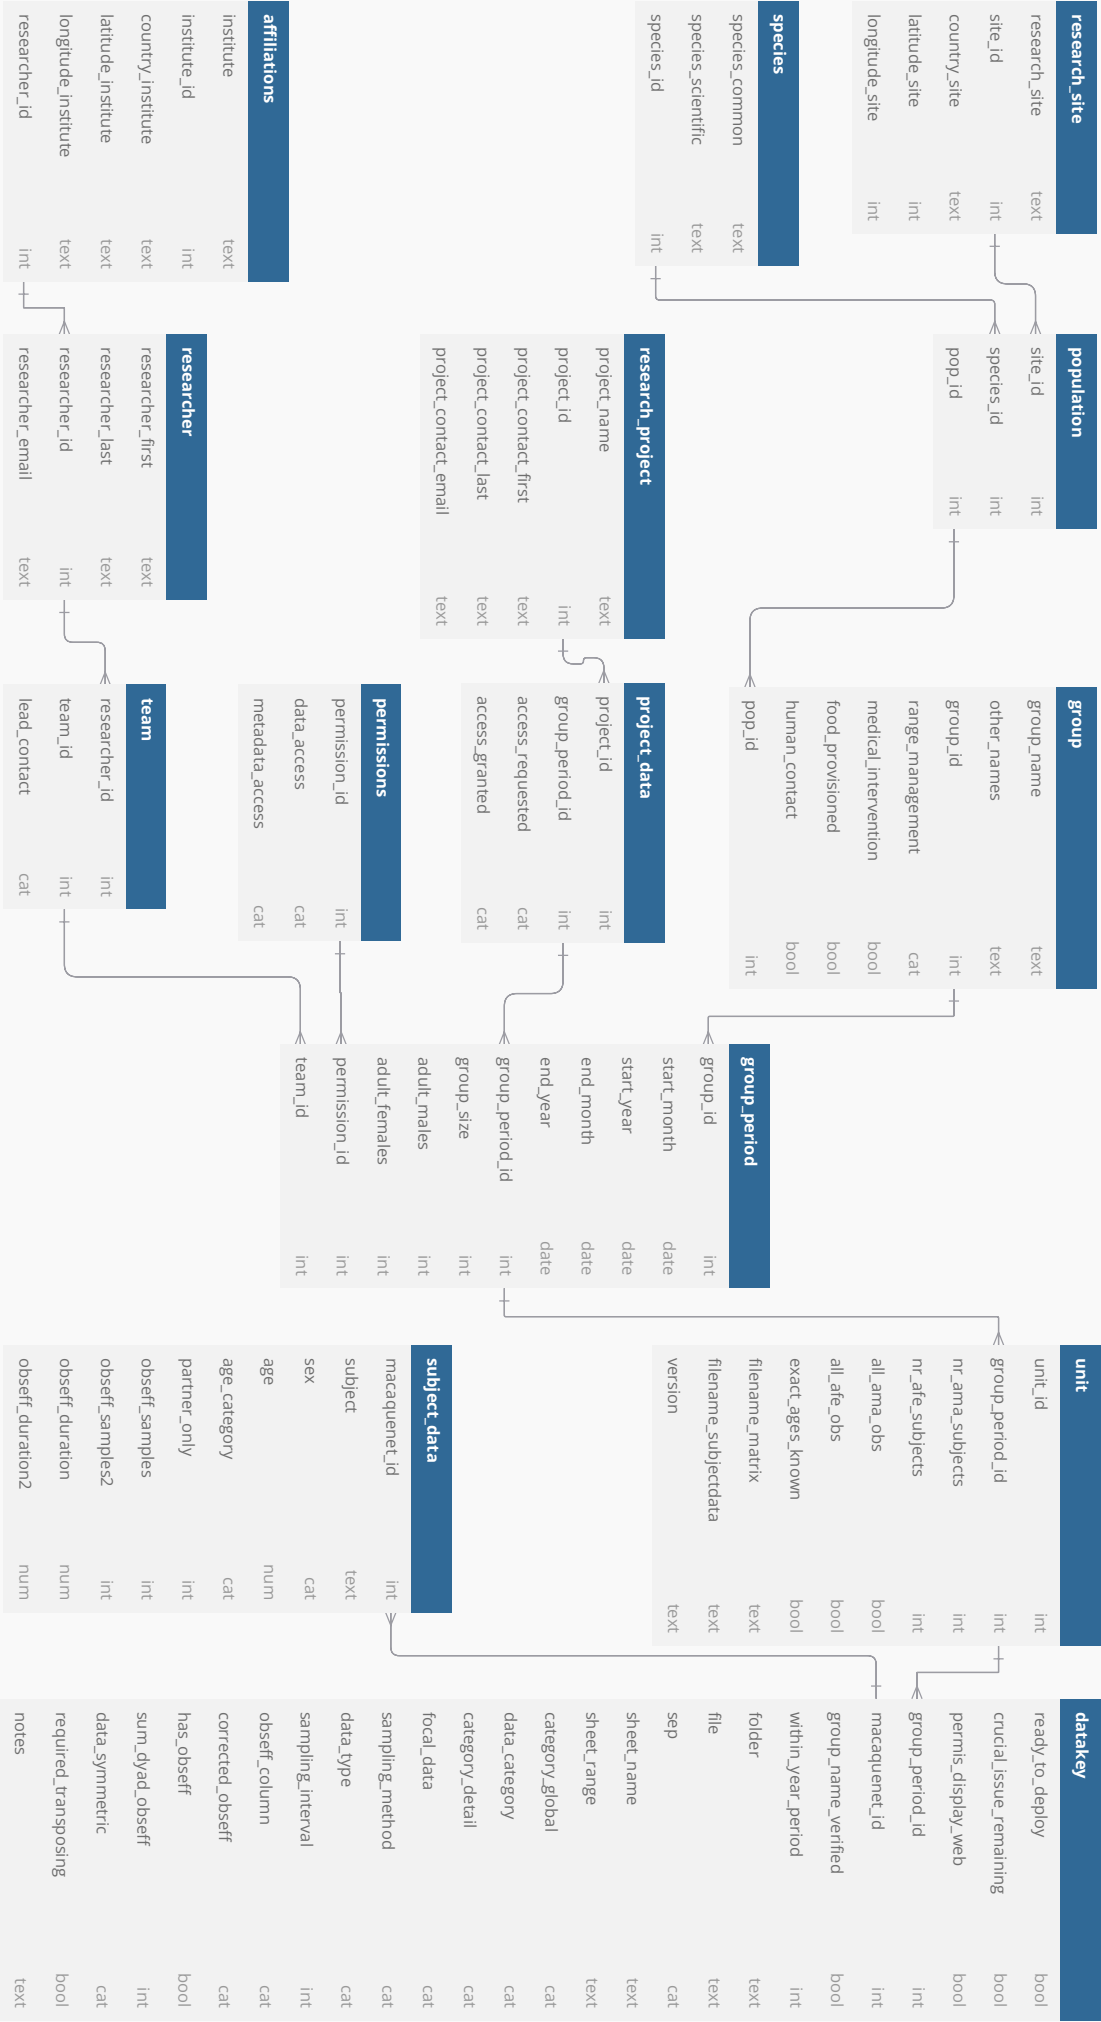 research_site
research_site text
site_id int
country_site text
latitude_site int
longitude_site int
species
species_common text
species_scientific text
species_id int
affiliations
institute text
institute_id int
country_institute text
latitude_institute text
longitude_institute text
researcher_id int
population
site_id int
species_id int
pop_id int
research_project
project_name text
project_id int
project_contact_first text
project_contact_last text
project_contact_email text
researcher
researcher_first text
researcher_last text
researcher_id int
researcher_email text
group
group_name text
other_names text
group_id int
range_management cat
medical_intervention bool
food_provisioned bool
human_contact bool
pop_id int
project_data
project_id int
group_period_id int
access_requested cat
access_granted cat
permissions
permission_id int
data_access cat
metadata_access cat
team
researcher_id int
team_id int
lead_contact cat
group_period
group_id int
start_month date
start_year date
end_month date
end_year date
group_period_id int
group_size int
adult_males int
adult_females int
permission_id int
team_id int
unit
unit_id int
group_period_id int
nr_ama_subjects int
nr_afe_subjects int
all_ama_obs bool
all_afe_obs bool
exact_ages_known bool
filename_matrix text
filename_subjectdata text
version text
subject_data
macaquenet_id int
subject text
sex cat
age num
age_category cat
partner_only int
obseff_samples int
obseff_samples2 int
obseff_duration num
obseff_duration2 num
datakey
ready_to_deploy bool
crucial_issue_remaining bool
permis_display_web bool
group_period_id int
macaquenet_id int
group_name_verified bool
within_year_period int
folder text
file text
sep cat
sheet_name text
sheet_range text
category_global cat
data_category cat
category_detail cat
focal_data cat
sampling_method cat
data_type cat
sampling_interval int
obseff_column cat
corrected_obseff cat
has_obseff bool
sum_dyad_obseff int
data_symmetric cat
required_transposing bool
notes text